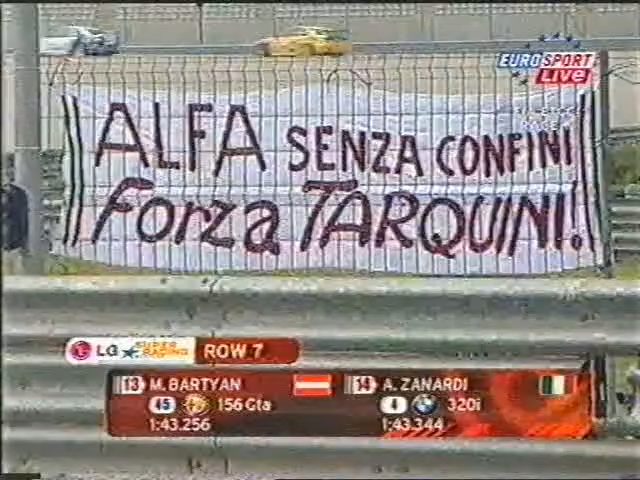 EUROSPORT
Live
ALFA SENZA CONFINI
Forza TARQUINI!
LG SUPER RACING ROW 7
13 M. BARTYAN 14 A. ZANARDI
45 156 Gta 4 320i
1:43.256 1:43.344